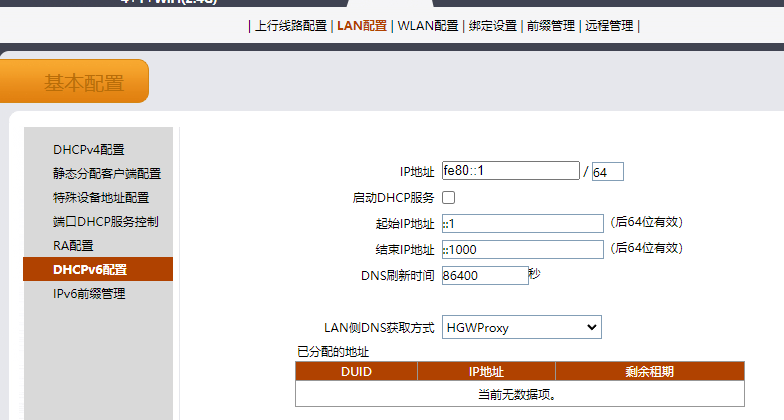 4+1+WiFi(2.4G)
| 上行线路配置 | LAN配置 | WLAN配置 | 绑定设置 | 前缀管理 | 远程管理 |
基本配置
DHCPv4配置
静态分配客户端配置
特殊设备地址配置
端口DHCP服务控制
RA配置
DHCPv6配置
IPv6前缀管理
IP地址 fe80::1 / 64
启动DHCP服务
起始IP地址 ::1 (后64位有效)
结束IP地址 ::1000 (后64位有效)
DNS刷新时间 86400 秒
LAN侧DNS获取方式 HGWProxy
已分配的地址
DUID IP地址 剩余租期
当前无数据项。